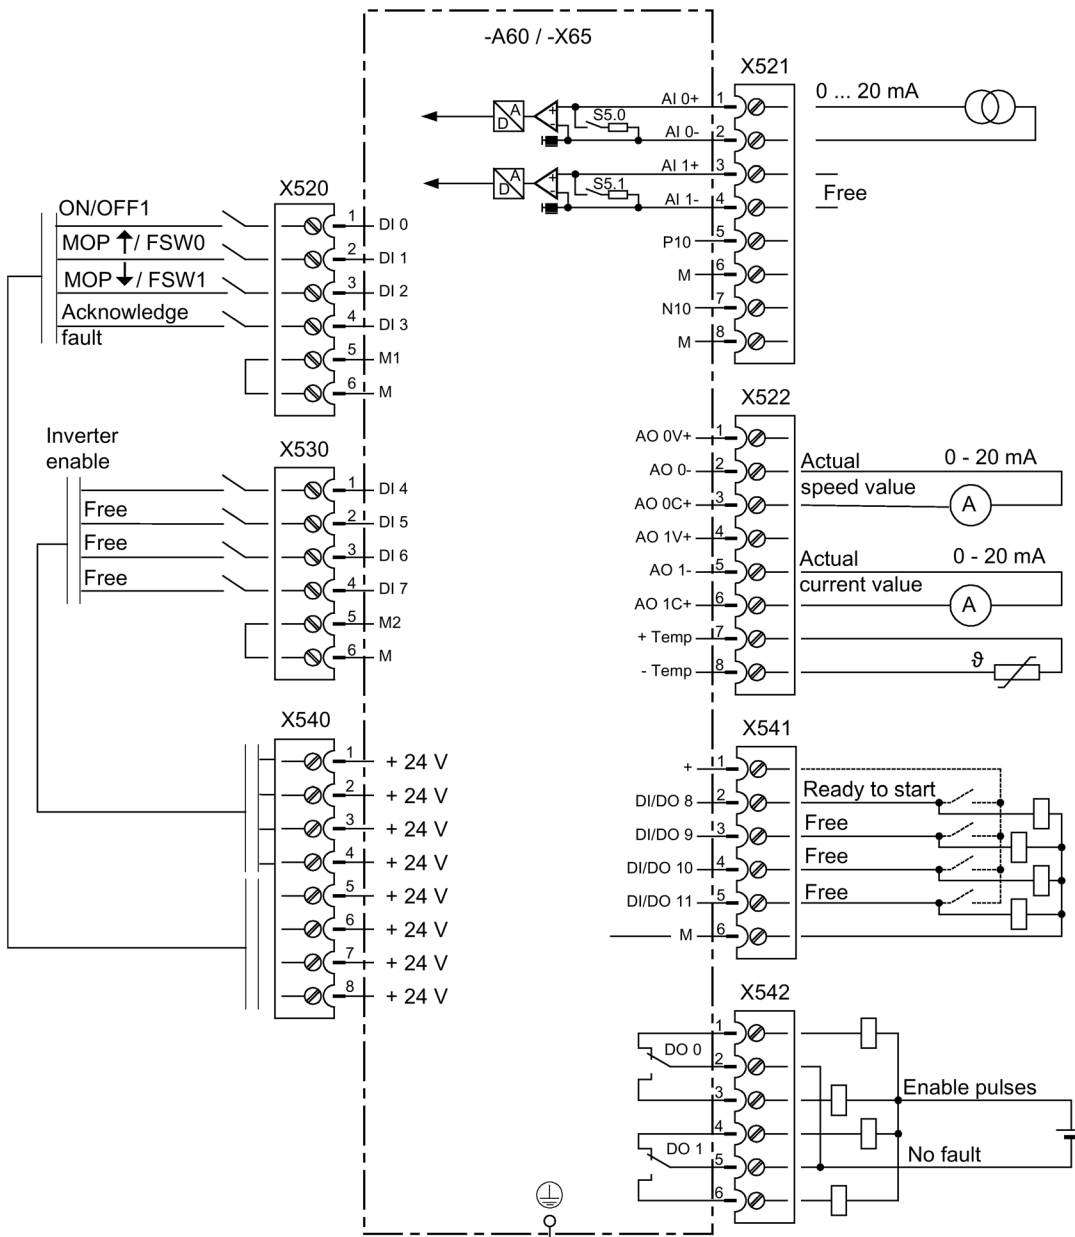 -A60 / -X65
X520
ON/OFF1
1 DI 0
MOP ↑/ FSW0
2 DI 1
MOP ↓/ FSW1
3 DI 2
Acknowledge
fault
4 DI 3
5 M1
6 M
Inverter
enable
X530
1 DI 4
Free
2 DI 5
Free
3 DI 6
Free
4 DI 7
5 M2
6 M
X540
1 + 24 V
2 + 24 V
3 + 24 V
4 + 24 V
5 + 24 V
6 + 24 V
7 + 24 V
8 + 24 V
X521
A
D
+
-
S5.0
AI 0+ 1
0 ... 20 mA
AI 0- 2
A
D
+
-
S5.1
AI 1+ 3
Free
AI 1- 4
P10 5
M 6
N10 7
M 8
X522
AO 0V+ 1
AO 0- 2
Actual
speed value
0 - 20 mA
AO 0C+ 3
A
AO 1V+ 4
AO 1- 5
Actual
current value
0 - 20 mA
AO 1C+ 6
A
+ Temp 7
- Temp 8
ϑ
X541
+ 1
DI/DO 8 2
Ready to start
DI/DO 9 3
Free
DI/DO 10 4
Free
DI/DO 11 5
Free
M 6
X542
1
DO 0
2
3
Enable pulses
4
DO 1
5
No fault
6